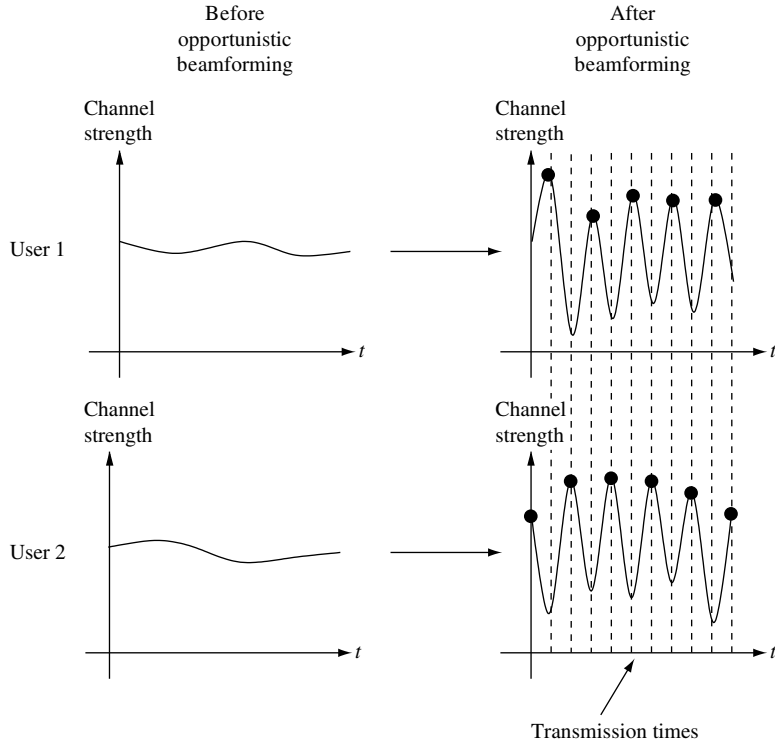 Before
opportunistic
beamforming
After
opportunistic
beamforming
Channel
strength
Channel
strength
User 1
t
t
Channel
strength
Channel
strength
User 2
t
t
Transmission times